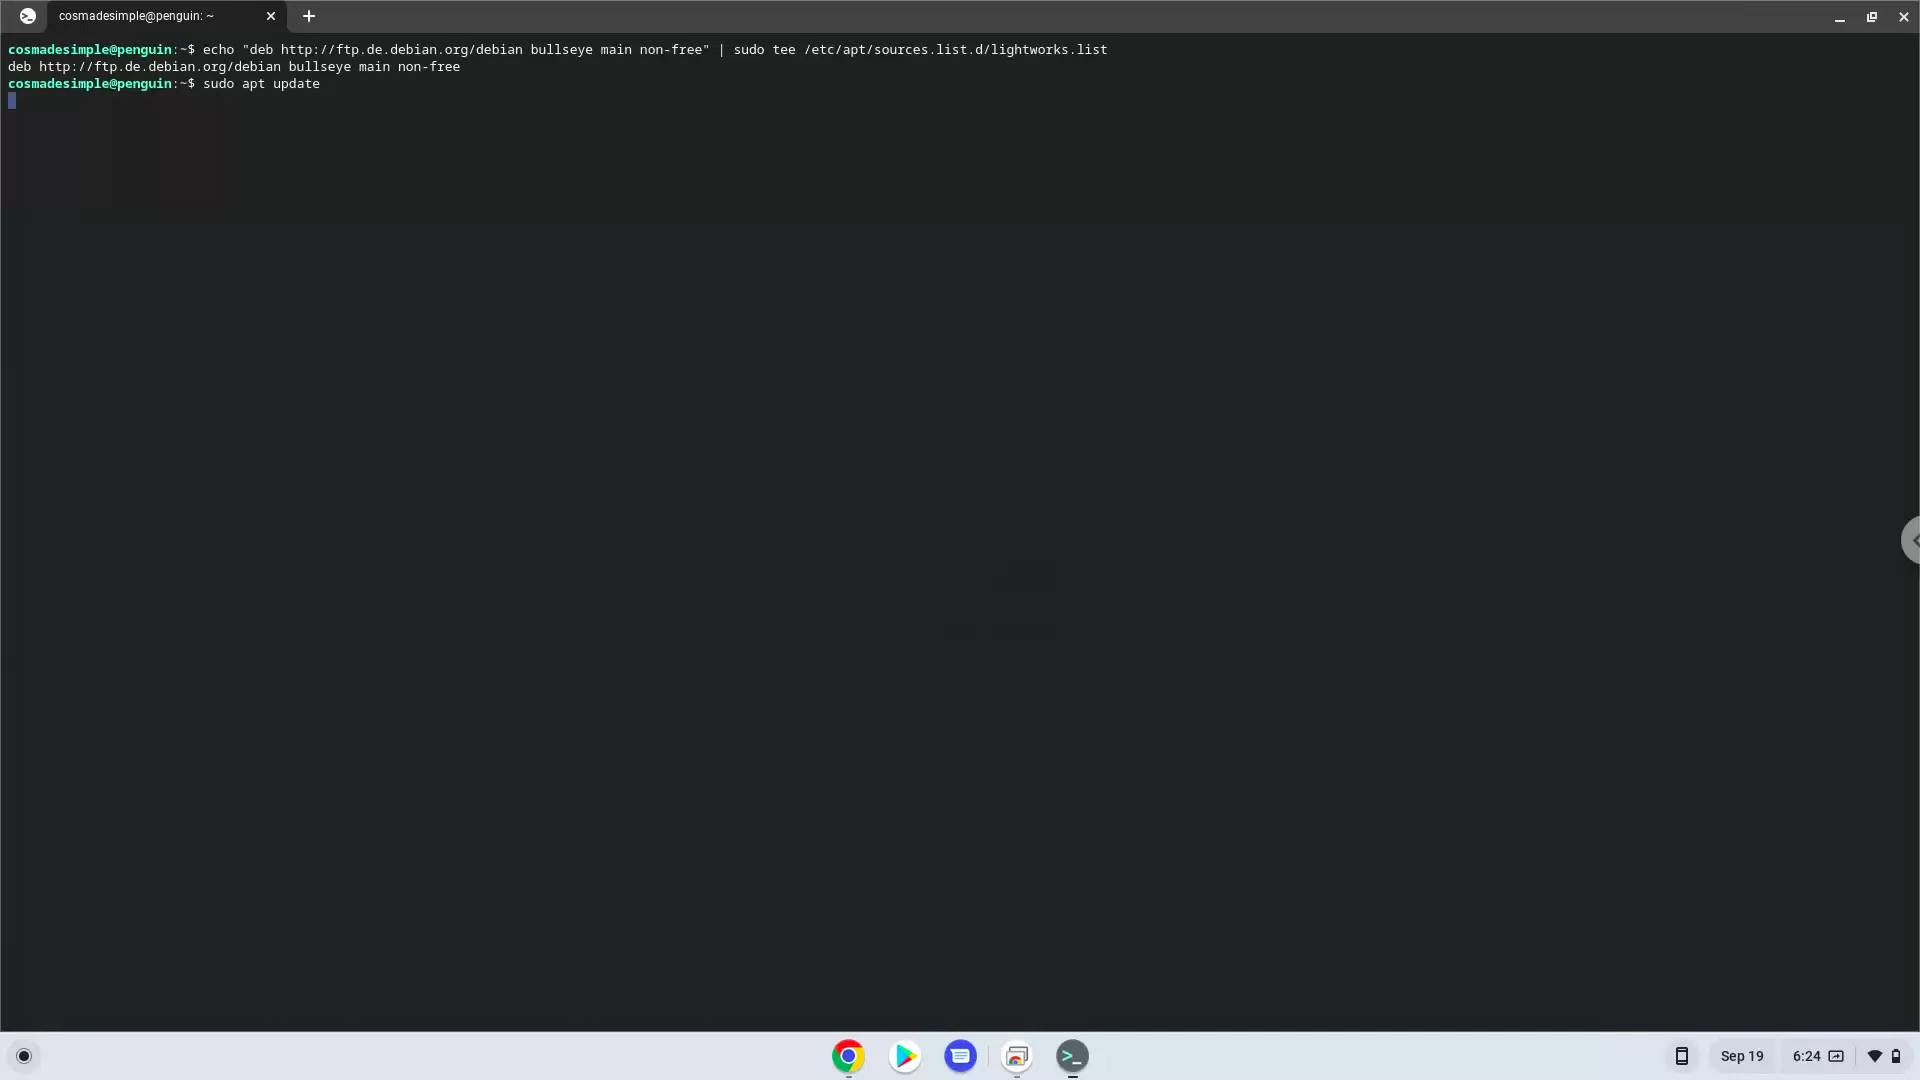 cosmadesimple@penguin: ~
cosmadesimple@penguin:~$ echo "deb http://ftp.de.debian.org/debian bullseye main non-free" | sudo tee /etc/apt/sources.list.d/lightworks.list
deb http://ftp.de.debian.org/debian bullseye main non-free
cosmadesimple@penguin:~$ sudo apt update
Sep 19 6:24